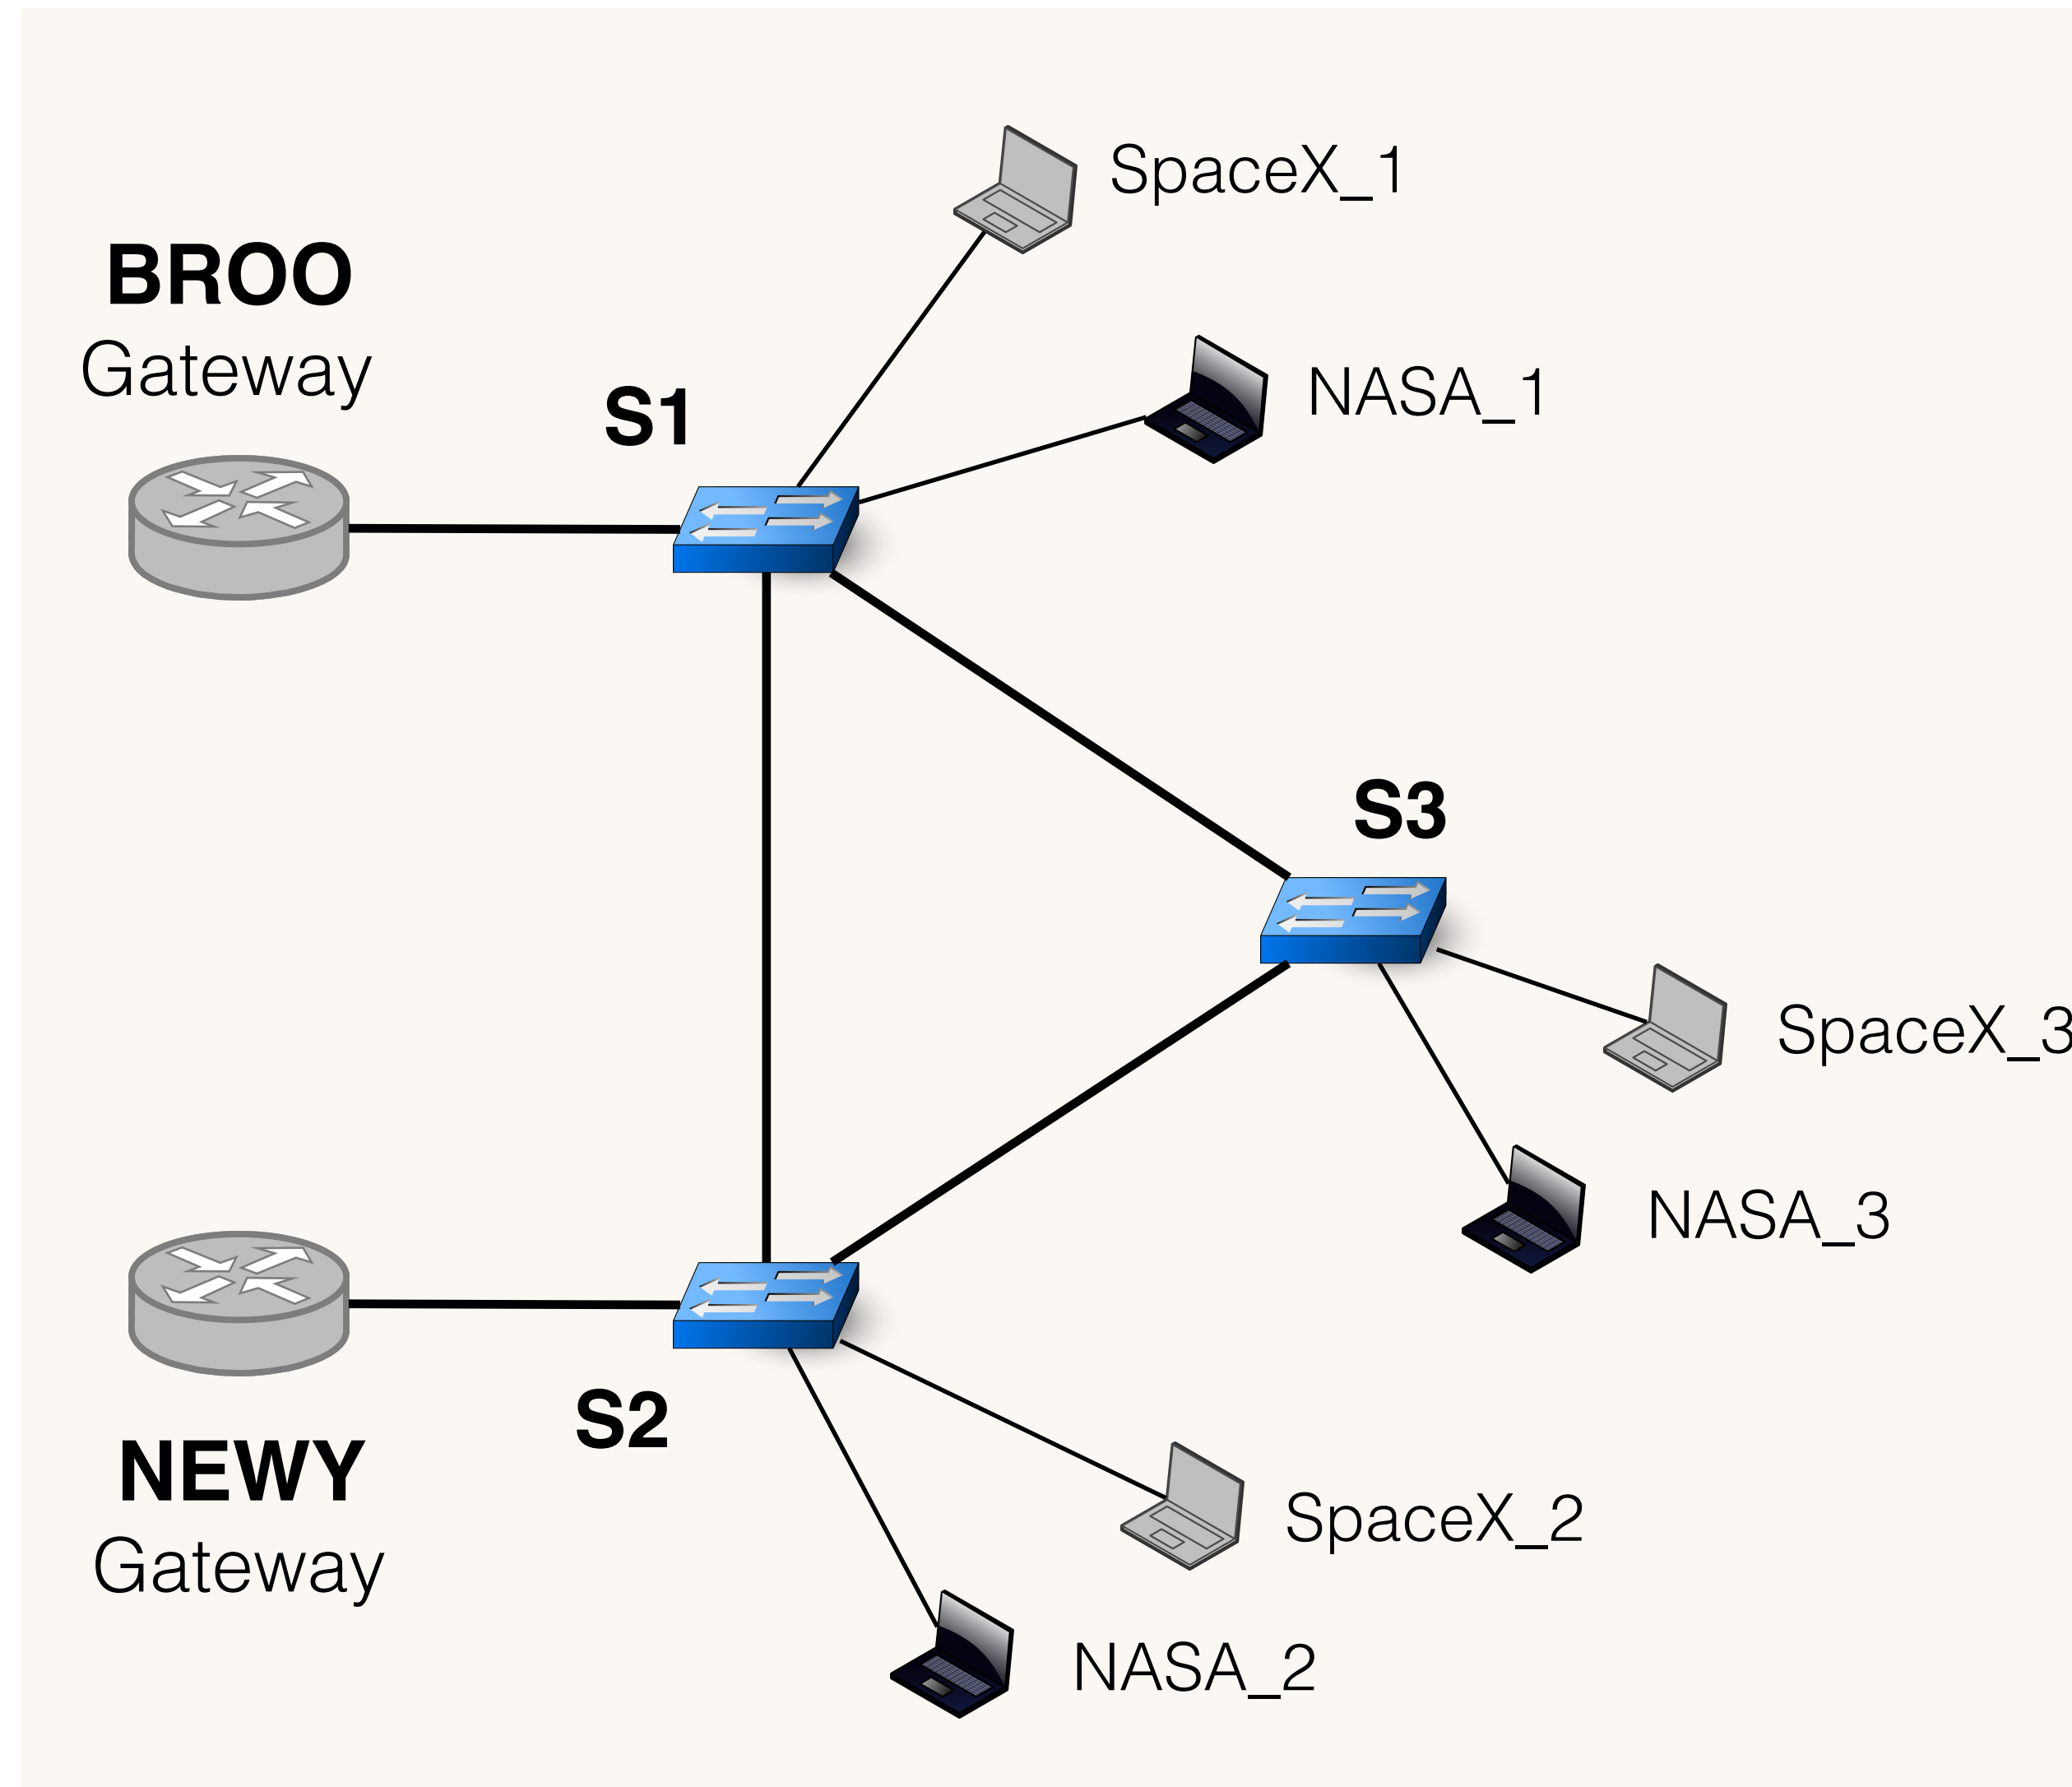 SpaceX_1
BROO
Gateway
NASA_1
S1
S3
SpaceX_3
NASA_3
S2
NEWY
Gateway
SpaceX_2
NASA_2